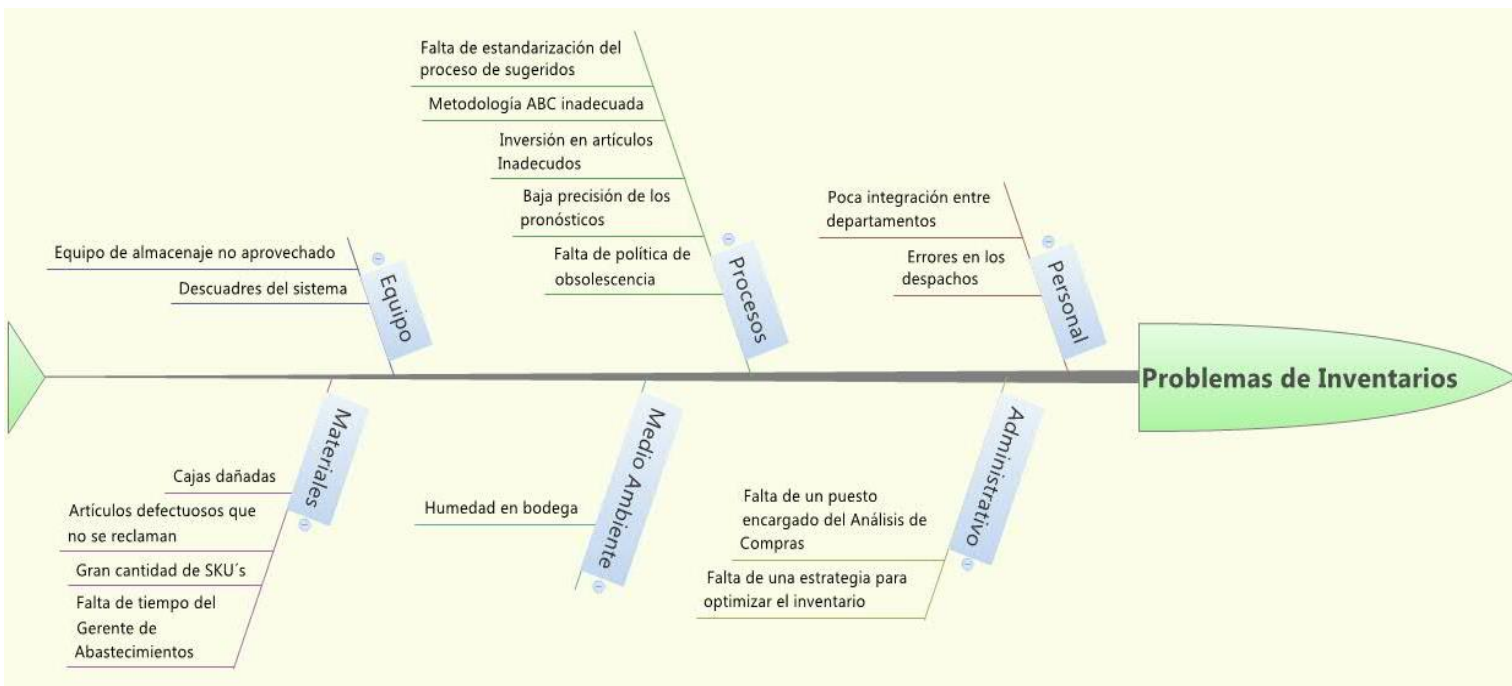 Falta de estandarización del
proceso de sugeridos
Metodología ABC inadecuada
Inversión en artículos
Inadecudos
Baja precisión de los
pronósticos
Falta de política de
obsolescencia
Procesos
Poca integración entre
departamentos
Errores en los
despachos
Personal
Equipo de almacenaje no aprovechado
Descuadres del sistema
Equipo
Problemas de Inventarios
Materiales
Cajas dañadas
Artículos defectuosos que
no se reclaman
Gran cantidad de SKU´s
Falta de tiempo del
Gerente de
Abastecimientos
Medio Ambiente
Humedad en bodega
Administrativo
Falta de un puesto
encargado del Análisis de
Compras
Falta de una estrategia para
optimizar el inventario